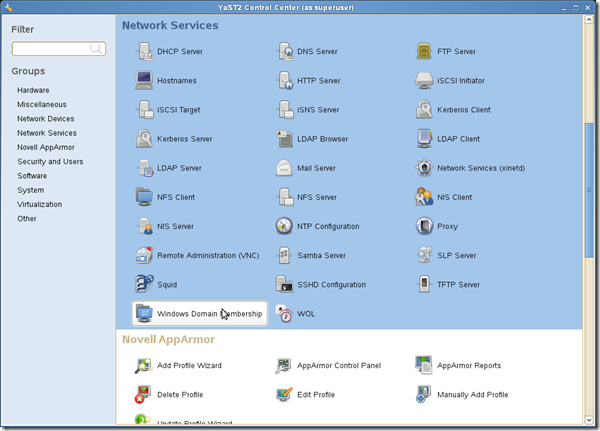 YaST2 Control Center (as superuser)
Filter
Groups
Hardware
Miscellaneous
Network Devices
Network Services
Novell AppArmor
Security and Users
Software
System
Virtualization
Other
Network Services
DHCP Server
DNS Server
FTP Server
Hostnames
HTTP Server
iSCSI Initiator
iSCSI Target
iSNS Server
Kerberos Client
Kerberos Server
LDAP Browser
LDAP Client
LDAP Server
Mail Server
Network Services (xinetd)
NFS Client
NFS Server
NIS Client
NIS Server
NTP Configuration
Proxy
Remote Administration (VNC)
Samba Server
SLP Server
Squid
SSHD Configuration
TFTP Server
Windows Domain Membership
WOL
Novell AppArmor
Add Profile Wizard
AppArmor Control Panel
AppArmor Reports
Delete Profile
Edit Profile
Manually Add Profile
Update Profile Wizard